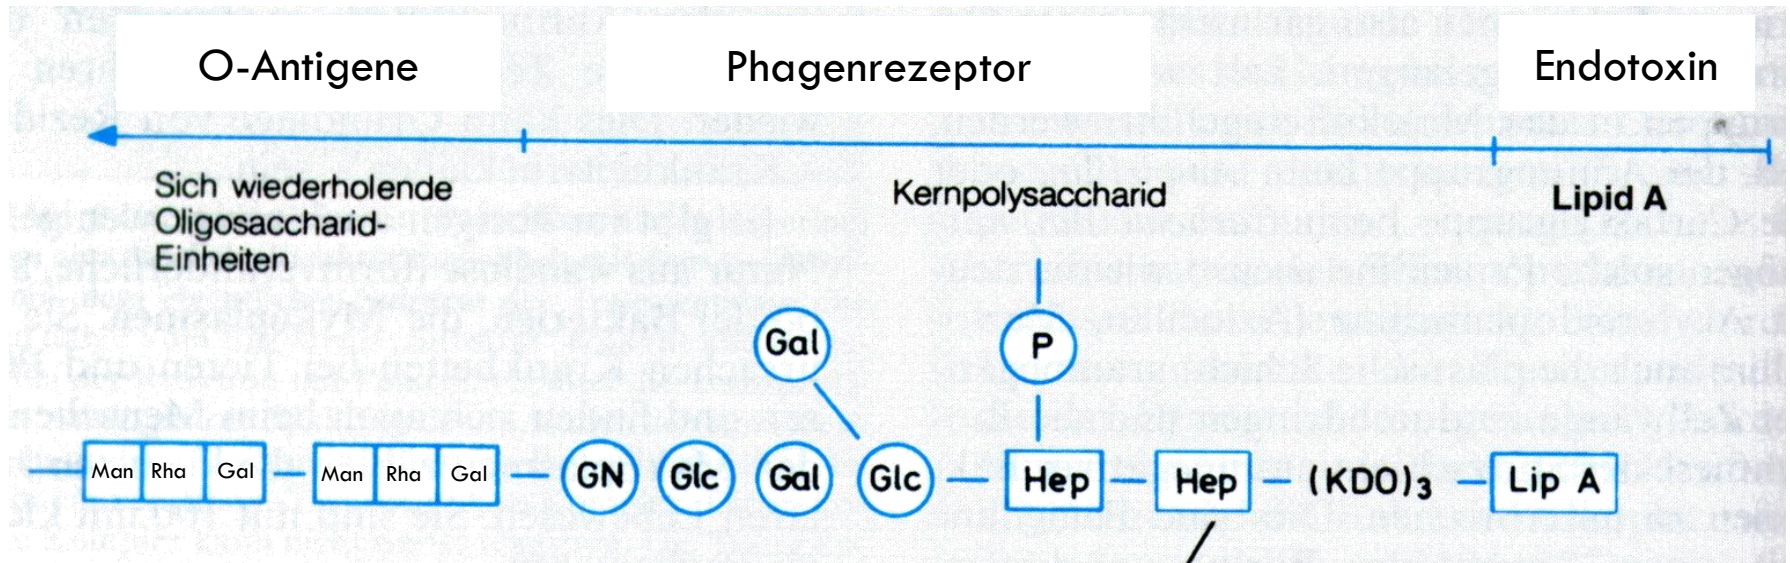 O-Antigene
Phagenrezeptor
Endotoxin
Sich wiederholende
Oligosaccharid-
Einheiten
Kernpolysaccharid
Lipid A
Gal
P
Man Rha Gal Man Rha Gal GN Glc Gal Glc Hep Hep (KDO)3 Lip A